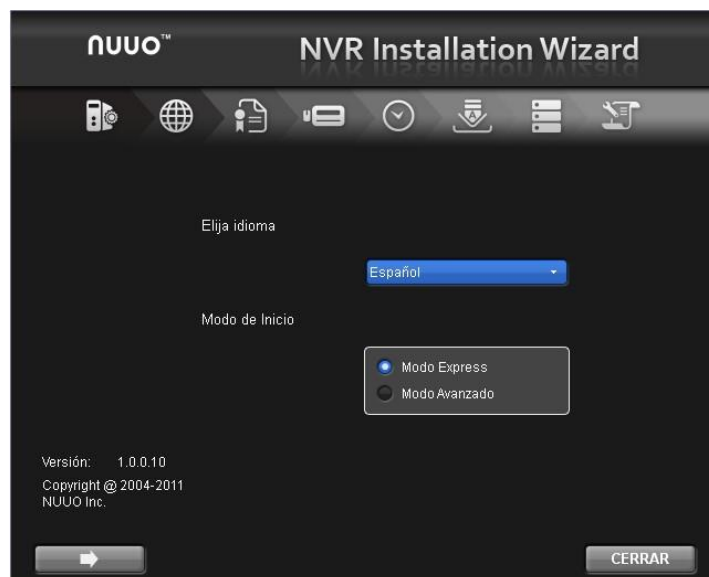 nuuo™
NVR Installation Wizard
Elija idioma
Español
Modo de Inicio
Modo Express
Modo Avanzado
Versión: 1.0.0.10
Copyright @ 2004-2011
NUUO Inc.
CERRAR